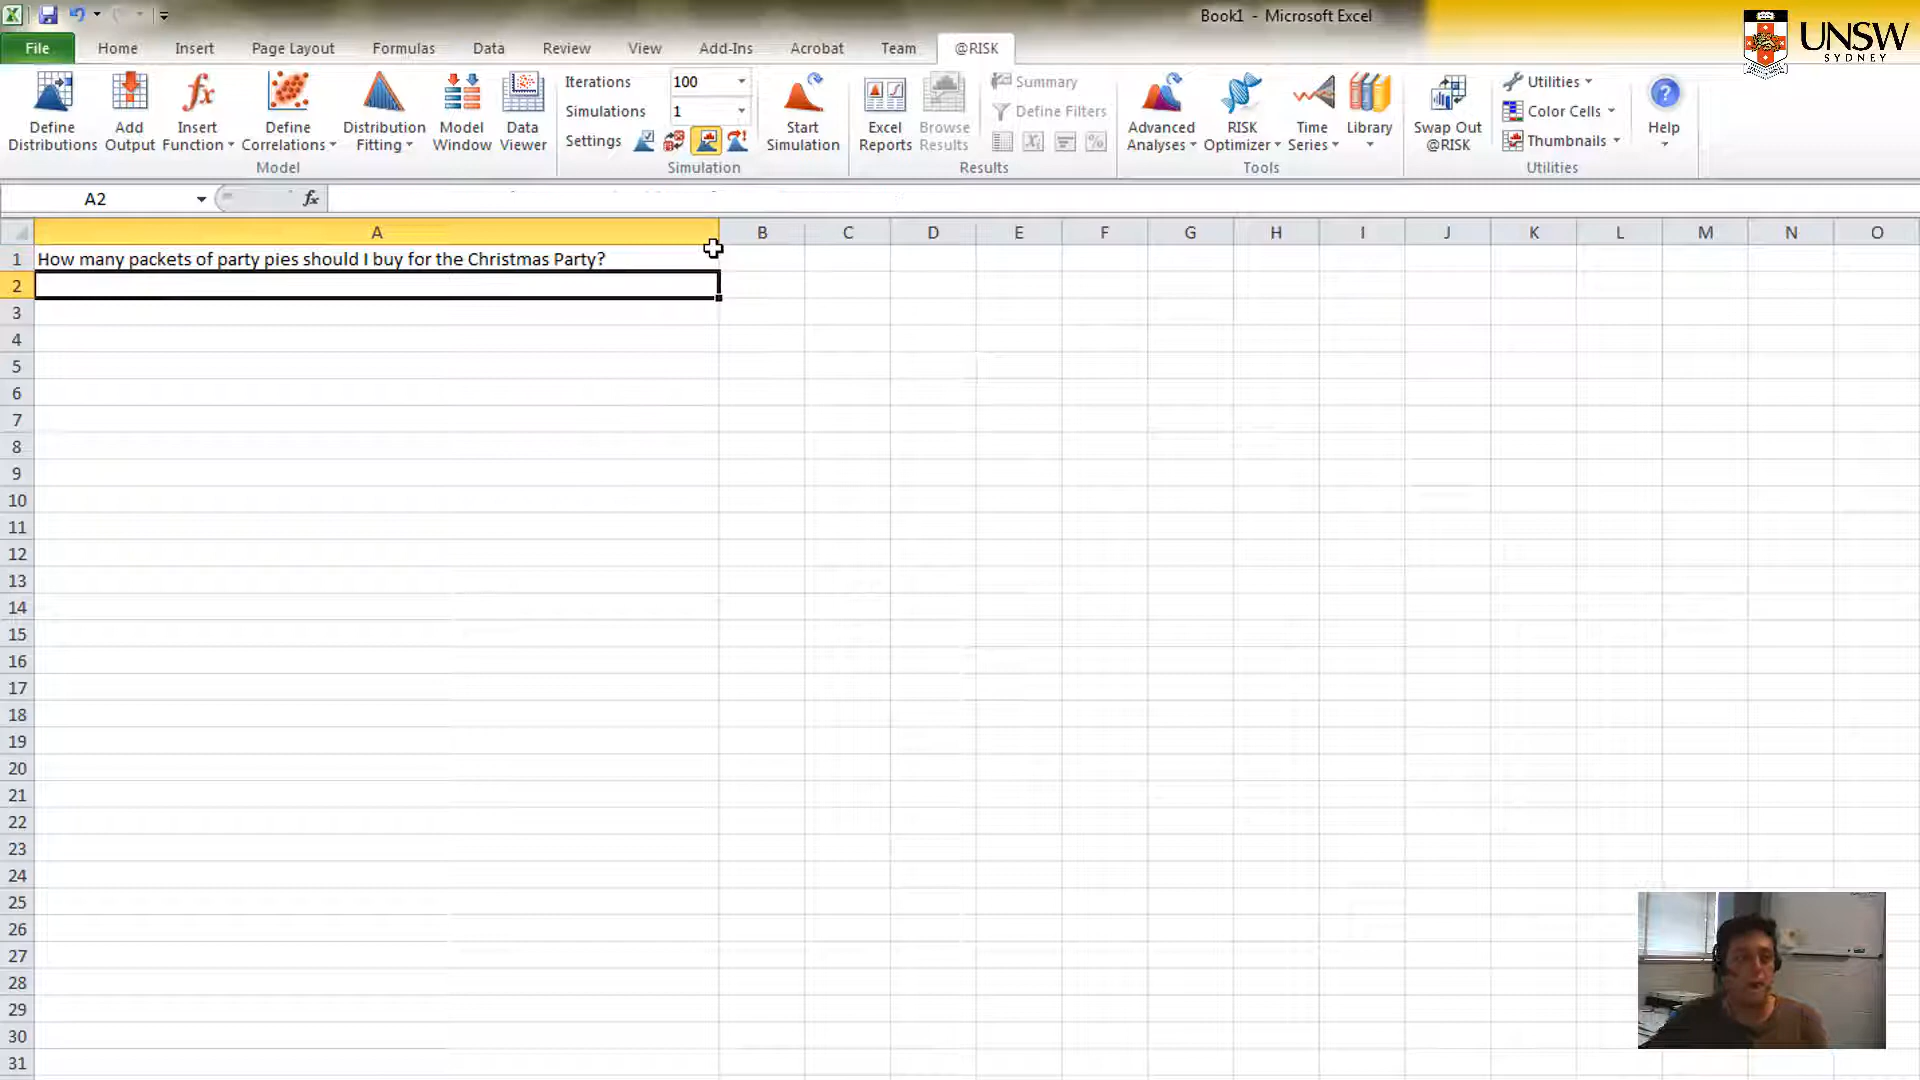 Book1 - Microsoft Excel
UNSW
SYDNEY
File Home Insert Page Layout Formulas Data Review View Add-Ins Acrobat Team @RISK
Define Distributions
Add Output
Insert Function
Define Correlations
Distribution Fitting
Model Window
Data Viewer
Model
Iterations 100
Simulations 1
Settings
Start Simulation
Simulation
Excel Reports
Browse Results
Summary
Define Filters
Results
Advanced Analyses
RISK Optimizer
Time Series
Library
Tools
Swap Out @RISK
Utilities
Color Cells
Thumbnails
Utilities
Help
A2 fx
A B C D E F G H I J K L M N O
1 How many packets of party pies should I buy for the Christmas Party?
2
3
4
5
6
7
8
9
10
11
12
13
14
15
16
17
18
19
20
21
22
23
24
25
26
27
28
29
30
31